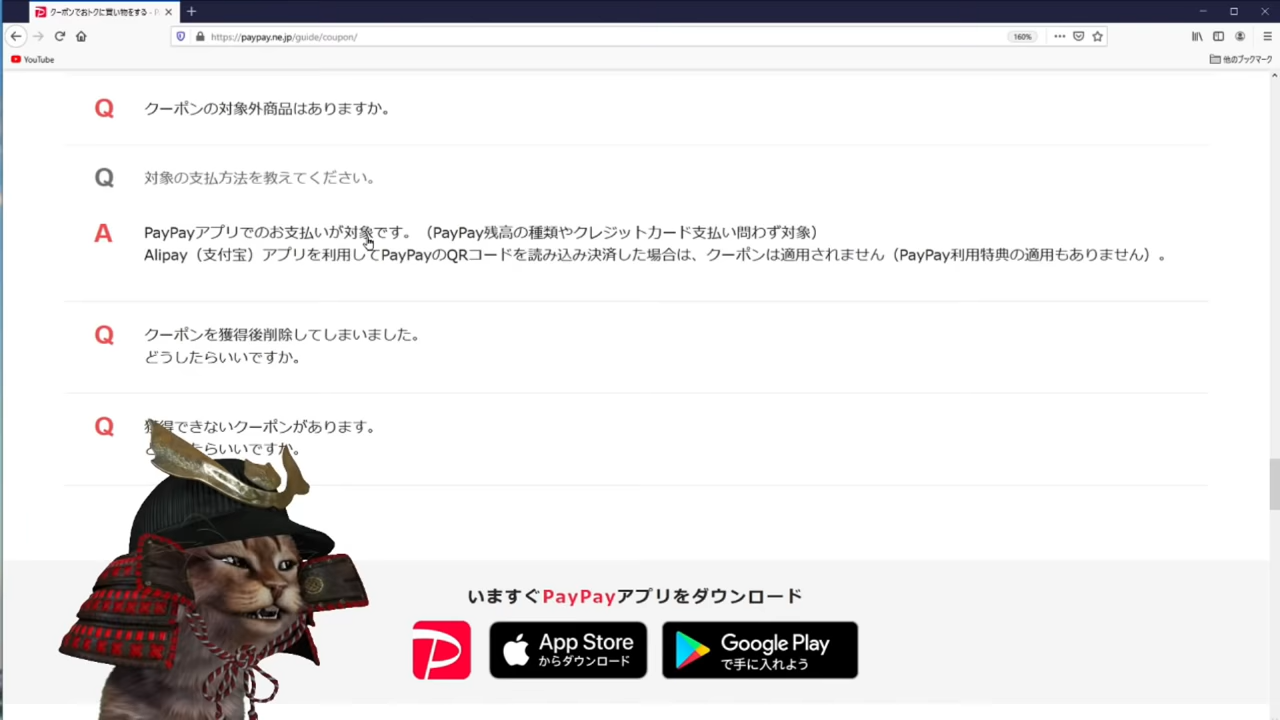 クーポンでおトクに買い物をする - P
https://paypay.ne.jp/guide/coupon/
160%
YouTube
他のブックマーク
Q クーポンの対象外商品はありますか。
Q 対象の支払方法を教えてください。
A PayPayアプリでのお支払いが対象です。（PayPay残高の種類やクレジットカード支払い問わず対象）
Alipay（支付宝）アプリを利用してPayPayのQRコードを読み込み決済した場合は、クーポンは適用されません（PayPay利用特典の適用もありません）。
Q クーポンを獲得後削除してしまいました。
どうしたらいいですか。
Q 獲得できないクーポンがあります。
どうしたらいいですか。
いますぐPayPayアプリをダウンロード
App Store
からダウンロード
Google Play
で手に入れよう